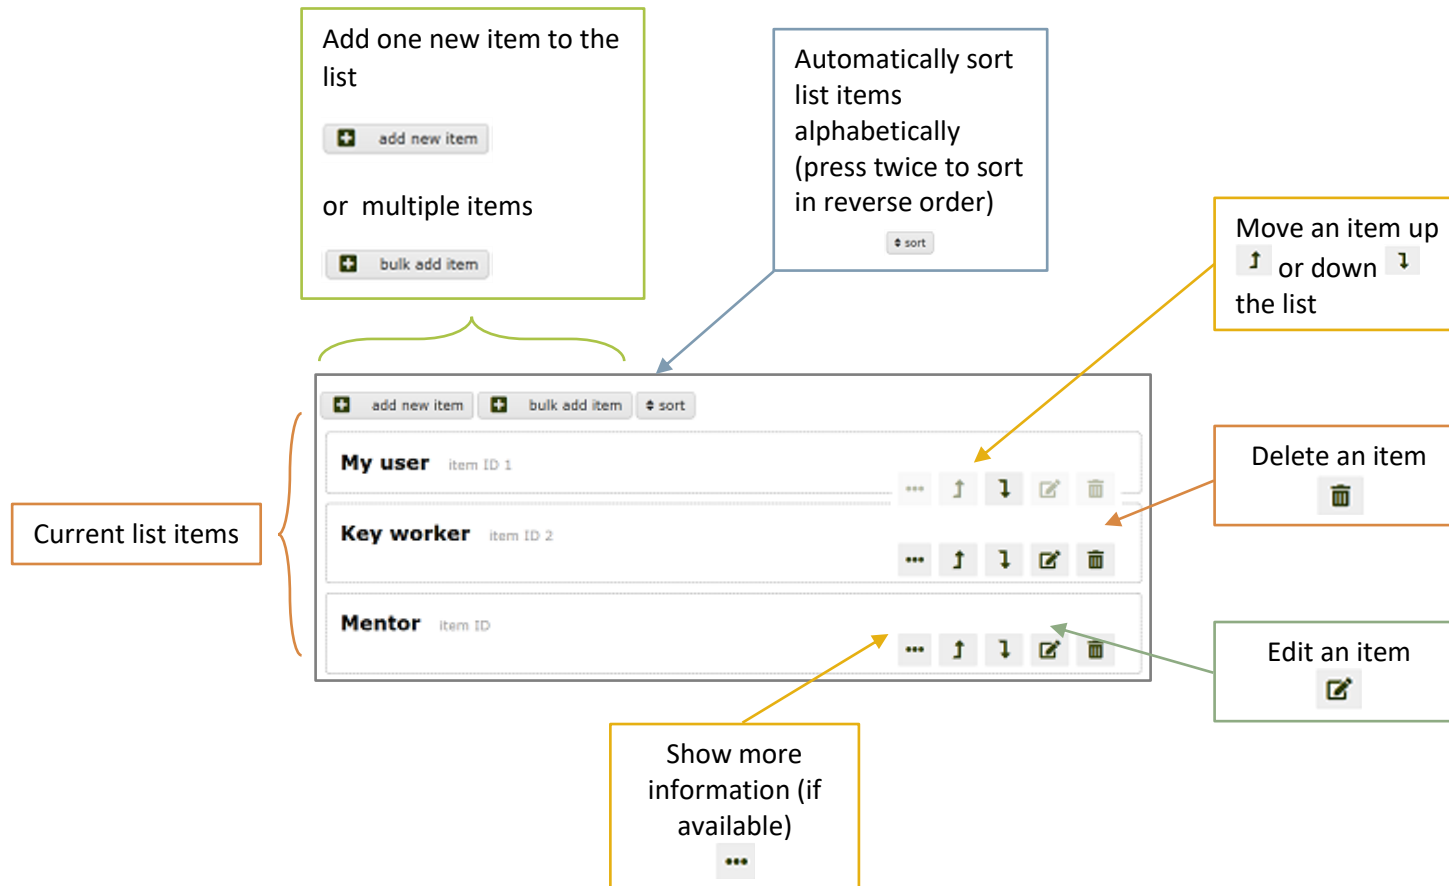 Add one new item to the
list
add new item
or multiple items
bulk add item
Automatically sort
list items
alphabetically
(press twice to sort
in reverse order)
sort
Move an item up
or down
the list
add new item bulk add item sort
My user item ID 1
Key worker item ID 2
Mentor item ID
Current list items
Delete an item
Edit an item
Show more
information (if
available)